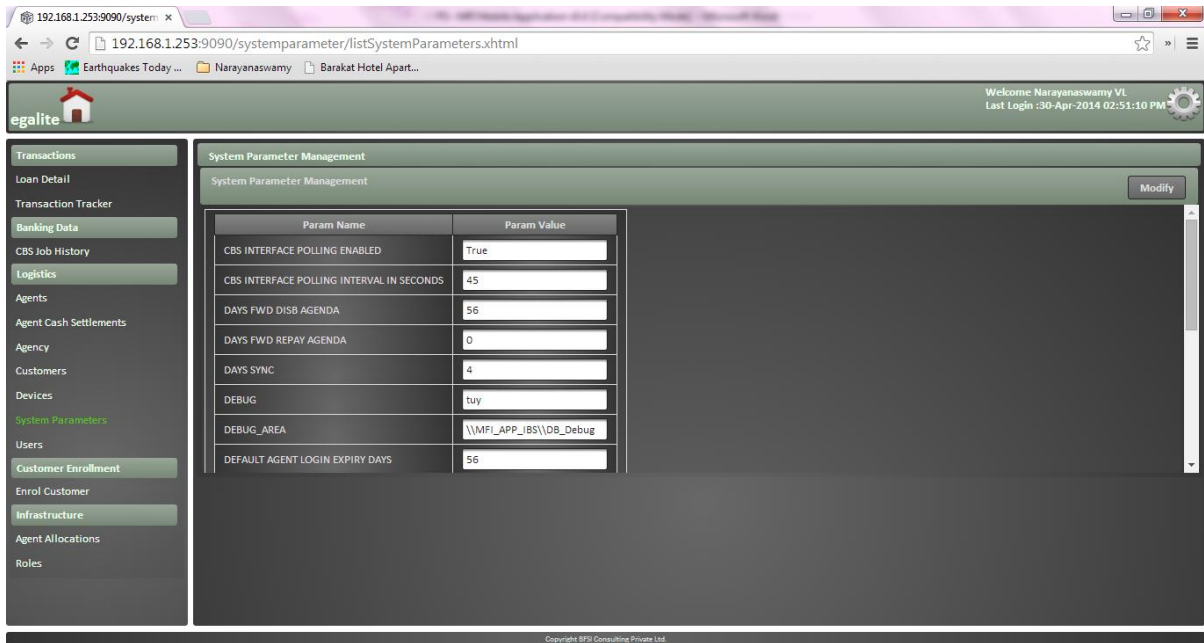 192.168.1.253:9090/system
192.168.1.253:9090/systemparameter/listSystemParameters.xhtml
Apps Earthquakes Today ... Narayanaswamy Barakat Hotel Apart...
egalite
Welcome Narayanaswamy VL
Last Login :30-Apr-2014 02:51:10 PM
Transactions
Loan Detail
Transaction Tracker
Banking Data
CBS Job History
Logistics
Agents
Agent Cash Settlements
Agency
Customers
Devices
System Parameters
Users
Customer Enrollment
Enrol Customer
Infrastructure
Agent Allocations
Roles
System Parameter Management
System Parameter Management
Modify
Param Name Param Value
CBS INTERFACE POLLING ENABLED True
CBS INTERFACE POLLING INTERVAL IN SECONDS 45
DAYS FWD DISB AGENDA 56
DAYS FWD REPAY AGENDA 0
DAYS SYNC 4
DEBUG tuy
DEBUG_AREA \\MFI_APP_IBS\\DB_Debug
DEFAULT AGENT LOGIN EXPIRY DAYS 56
Copyright BFSI Consulting Private Ltd.